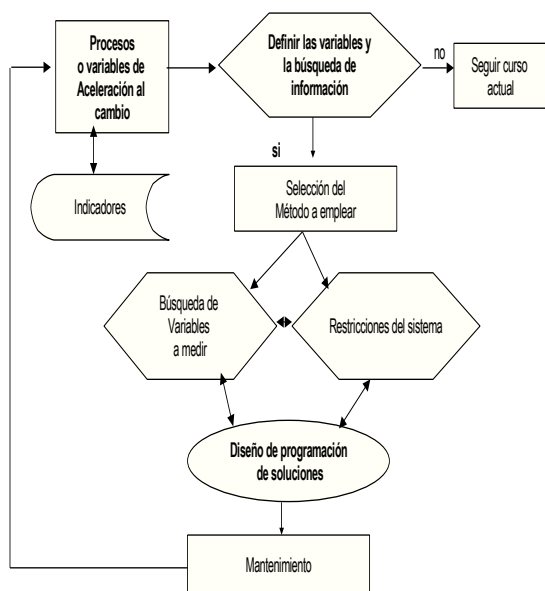 Procesos
o variables de
Aceleración al
cambio
Definir las variables y
la búsqueda de
información
no
Seguir curso
actual
si
Indicadores
Selección del
Método a emplear
Búsqueda de
Variables
a medir
Restricciones del sistema
Diseño de programación
de soluciones
Mantenimiento